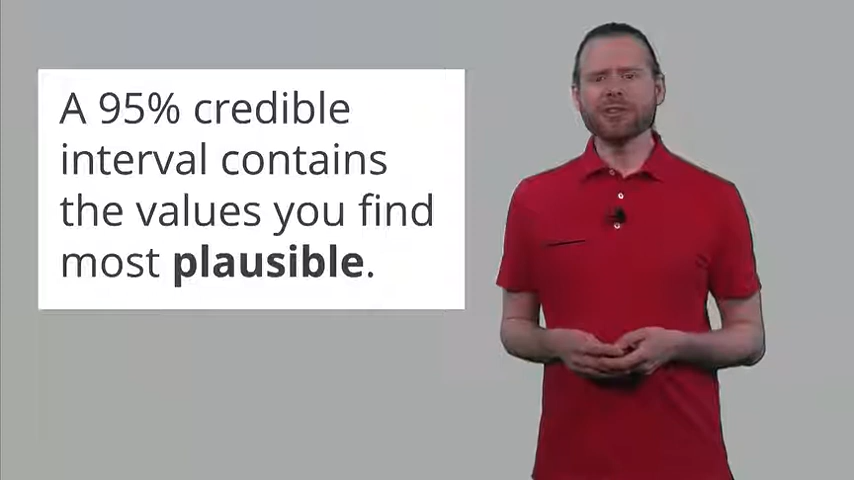 A 95% credible
interval contains
the values you find
most plausible.